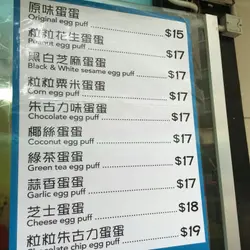 原味蛋蛋
Original egg puff $15
粒粒花生蛋蛋
Peanut egg puff $17
黑白芝麻蛋蛋
Black & White sesame egg puff $17
粒粒粟米蛋蛋
Corn egg puff $17
朱古力味蛋蛋
Chocolate egg puff $17
椰絲蛋蛋
Coconut egg puff $17
綠茶蛋蛋
Green tea egg puff $17
蒜香蛋蛋
Garlic egg puff $17
芝士蛋蛋
Cheese egg puff $18
粒粒朱古力蛋蛋
Chocolate chip egg puff $19